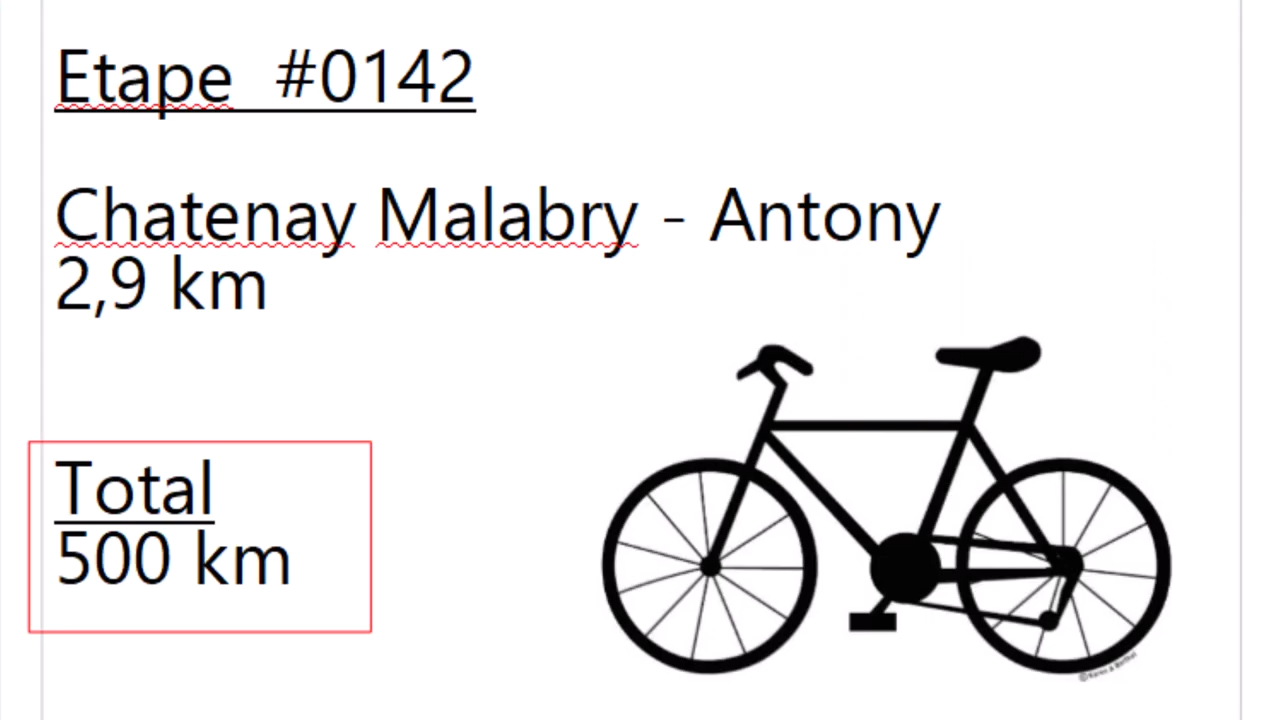 Etape #0142
Chatenay Malabry - Antony
2,9 km
Total
500 km